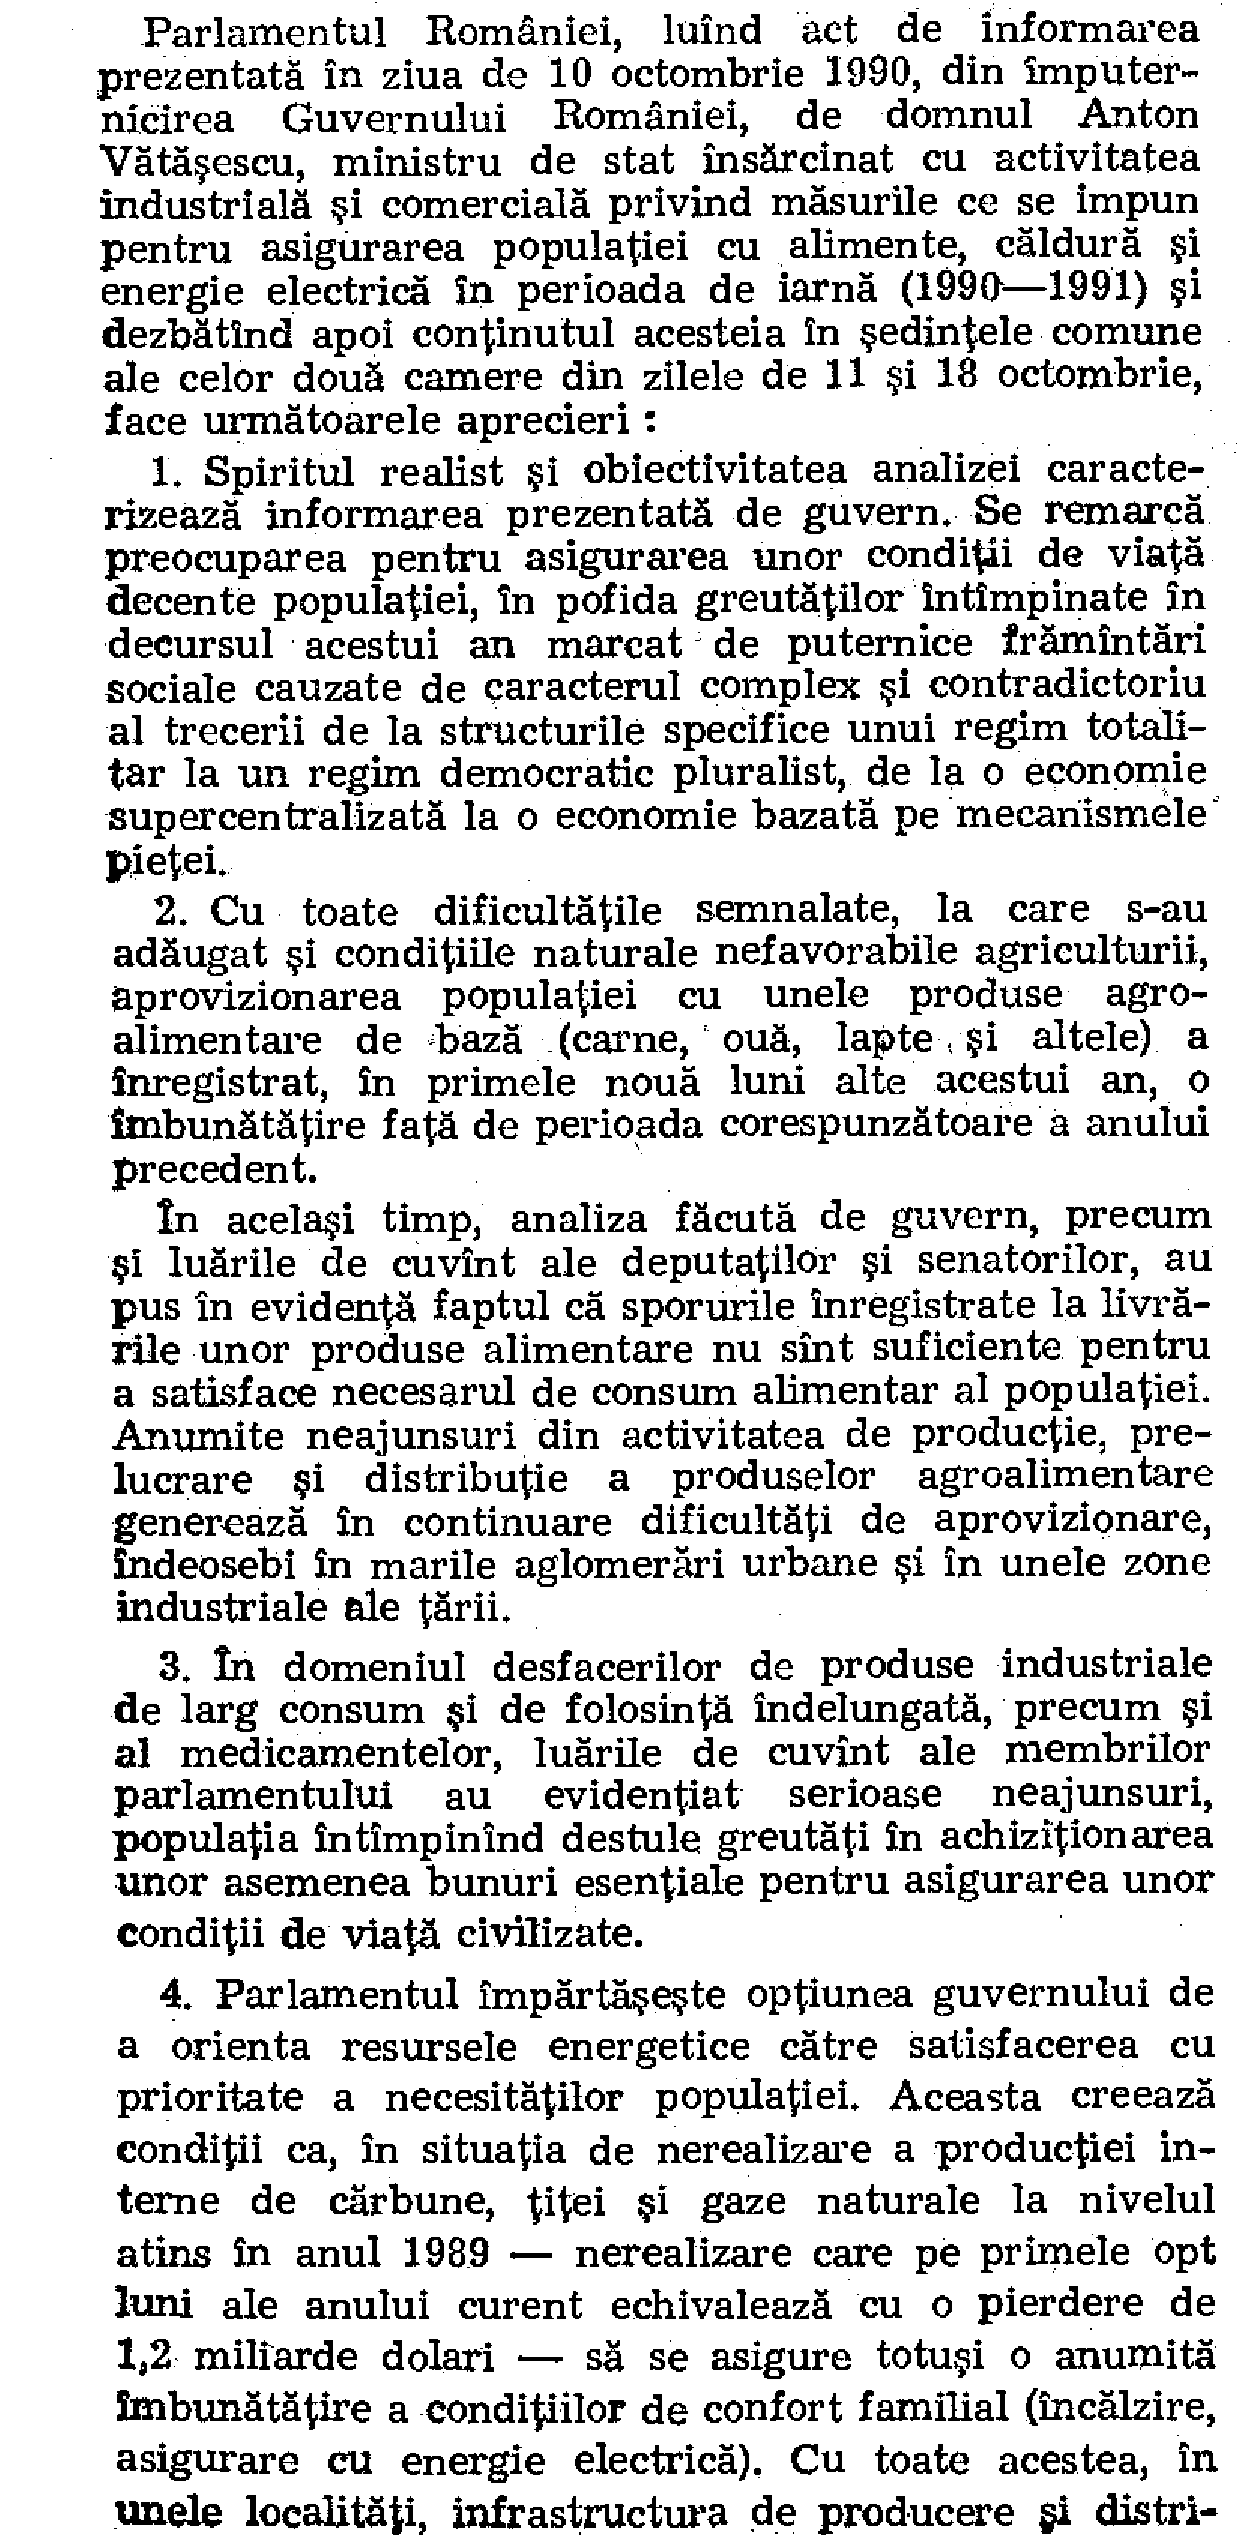 Parlamentul României, luînd act de informarea
prezentată în ziua de 10 octombrie 1990, din împuter-
nicirea Guvernului României, de domnul Anton
Vătăşescu, ministru de stat însărcinat cu activitatea
industrială şi comercială privind măsurile ce se impun
pentru asigurarea populaţiei cu alimente, căldură şi
energie electrică în perioada de iarnă (1990—1991) şi
dezbătînd apoi conţinutul acesteia în şedinţele comune
ale celor două camere din zilele de 11 şi 18 octombrie,
face următoarele aprecieri :
1. Spiritul realist şi obiectivitatea analizei caracte-
rizează informarea prezentată de guvern. Se remarcă
preocuparea pentru asigurarea unor condiţii de viaţă
decente populaţiei, în pofida greutăţilor întîmpinate în
decursul acestui an marcat de puternice frămîntări
sociale cauzate de caracterul complex şi contradictoriu
al trecerii de la structurile specifice unui regim totali-
tar la un regim democratic pluralist, de la o economie
supercentralizată la o economie bazată pe mecanismele
pieţei.
2. Cu toate dificultăţile semnalate, la care s-au
adăugat şi condiţiile naturale nefavorabile agriculturii,
aprovizionarea populaţiei cu unele produse agro-
alimentare de bază (carne, ouă, lapte şi altele) a
înregistrat, în primele nouă luni alte acestui an, o
îmbunătăţire faţă de perioada corespunzătoare a anului
precedent.
În acelaşi timp, analiza făcută de guvern, precum
şi luările de cuvînt ale deputaţilor şi senatorilor, au
pus în evidenţă faptul că sporurile înregistrate la livră-
rile unor produse alimentare nu sînt suficiente pentru
a satisface necesarul de consum alimentar al populaţiei.
Anumite neajunsuri din activitatea de producţie, pre-
lucrare şi distribuţie a produselor agroalimentare
generează în continuare dificultăţi de aprovizionare,
îndeosebi în marile aglomerări urbane şi în unele zone
industriale ale ţării.
3. În domeniul desfacerilor de produse industriale
de larg consum şi de folosinţă îndelungată, precum şi
al medicamentelor, luările de cuvînt ale membrilor
parlamentului au evidenţiat serioase neajunsuri,
populaţia întîmpinînd destule greutăţi în achiziţionarea
unor asemenea bunuri esenţiale pentru asigurarea unor
condiţii de viaţă civilizate.
4. Parlamentul împărtăşeşte opţiunea guvernului de
a orienta resursele energetice către satisfacerea cu
prioritate a necesităţilor populaţiei. Aceasta creează
condiţii ca, în situaţia de nerealizare a producţiei in-
terne de cărbune, ţiţei şi gaze naturale la nivelul
atins în anul 1989 — nerealizare care pe primele opt
luni ale anului curent echivalează cu o pierdere de
1,2 miliarde dolari — să se asigure totuşi o anumită
îmbunătăţire a condiţiilor de confort familial (încălzire,
asigurare cu energie electrică). Cu toate acestea, în
unele localităţi, infrastructura de producere şi distri-